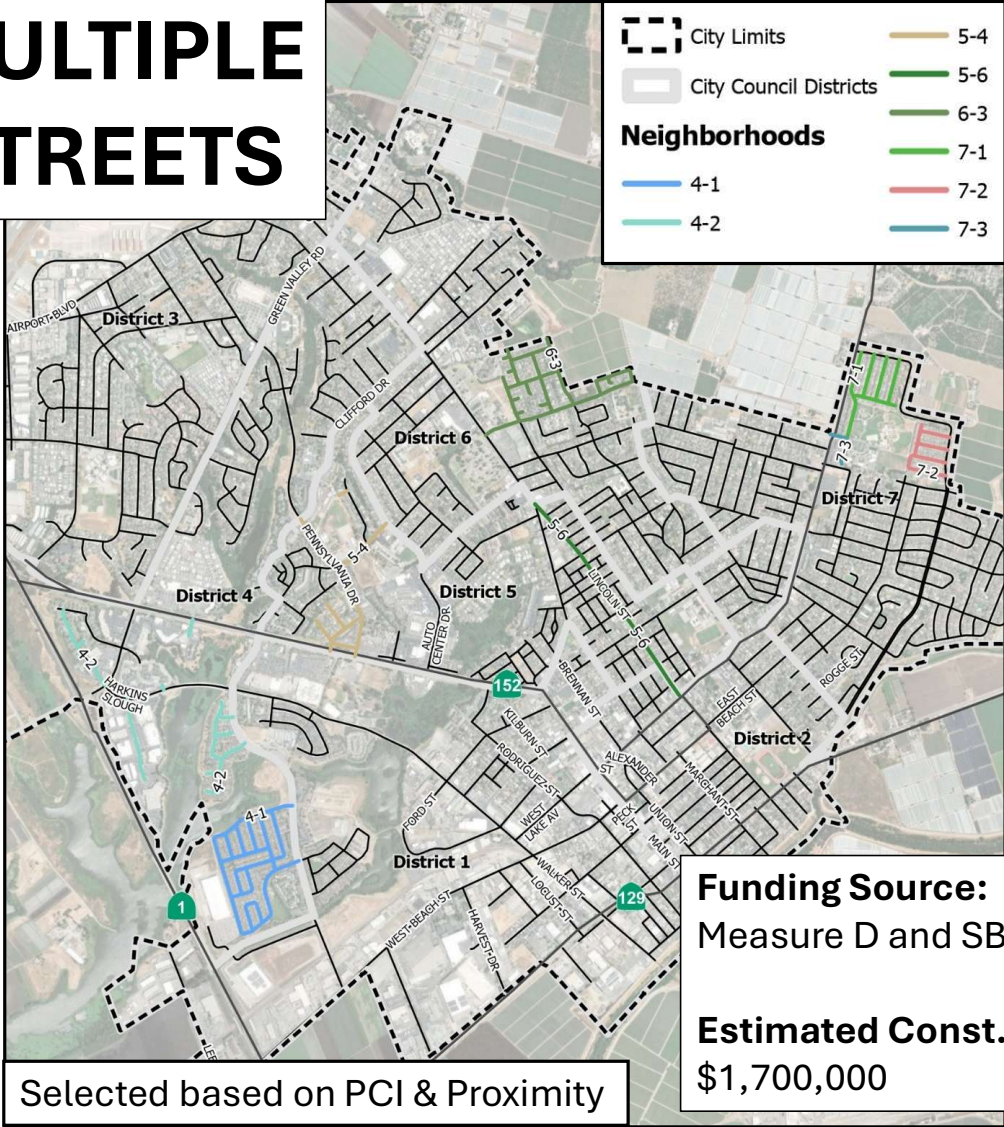 ULTIPLE
TREETS
City Limits
City Council Districts
Neighborhoods
4-1
4-2
5-4
5-6
6-3
7-1
7-2
7-3
GREEN VALLEY RD
AIRPORT BLVD
District 3
6-3
7-1
CLIFFORD DR
District 6
7-3
7-2
District 7
PENNSYLVANIA DR
5-4
5-6
District 4
District 5
LINCOLN ST
AUTO
CENTER DR
5-6
4-2
HARKINS
SLOUGH
152
BRENNAN ST
ROGGE ST
EAST
BEACH ST
KILBURN ST
District 2
RODRIGUEZ ST
ALEXANDER
ST
4-2
MARCHANT ST
FORD ST
WEST
LAKE AV
PECK
ST
UNION ST
4-1
MAIN ST
District 1
WALKER ST
LOCUST ST
129
1
WEST BEACH ST
HARVEST DR
Funding Source:
Measure D and SB
Estimated Const.
$1,700,000
Selected based on PCI & Proximity